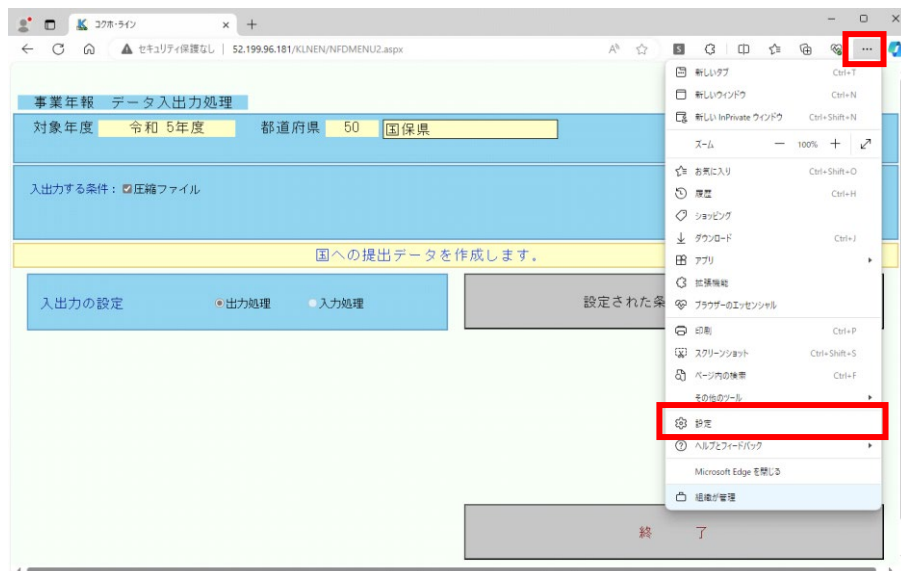 コクホ・ライン
セキュリティ保護なし | 52.199.96.181/KLNEN/NFDMENU2.aspx
事業年報 データ入出力処理
対象年度 令和 5年度 都道府県 50 国保県
入出力する条件： 圧縮ファイル
国への提出データを作成します。
入出力の設定 出力処理 入力処理
設定された条
終 了
新しいタブ Ctrl+T
新しいウィンドウ Ctrl+N
新しい InPrivate ウィンドウ Ctrl+Shift+N
ズーム 100%
お気に入り Ctrl+Shift+O
履歴 Ctrl+H
ショッピング
ダウンロード Ctrl+J
アプリ
拡張機能
ブラウザーのエッセンシャル
印刷 Ctrl+P
スクリーンショット Ctrl+Shift+S
ページ内の検索 Ctrl+F
その他のツール
設定
ヘルプとフィードバック
Microsoft Edge を閉じる
組織が管理